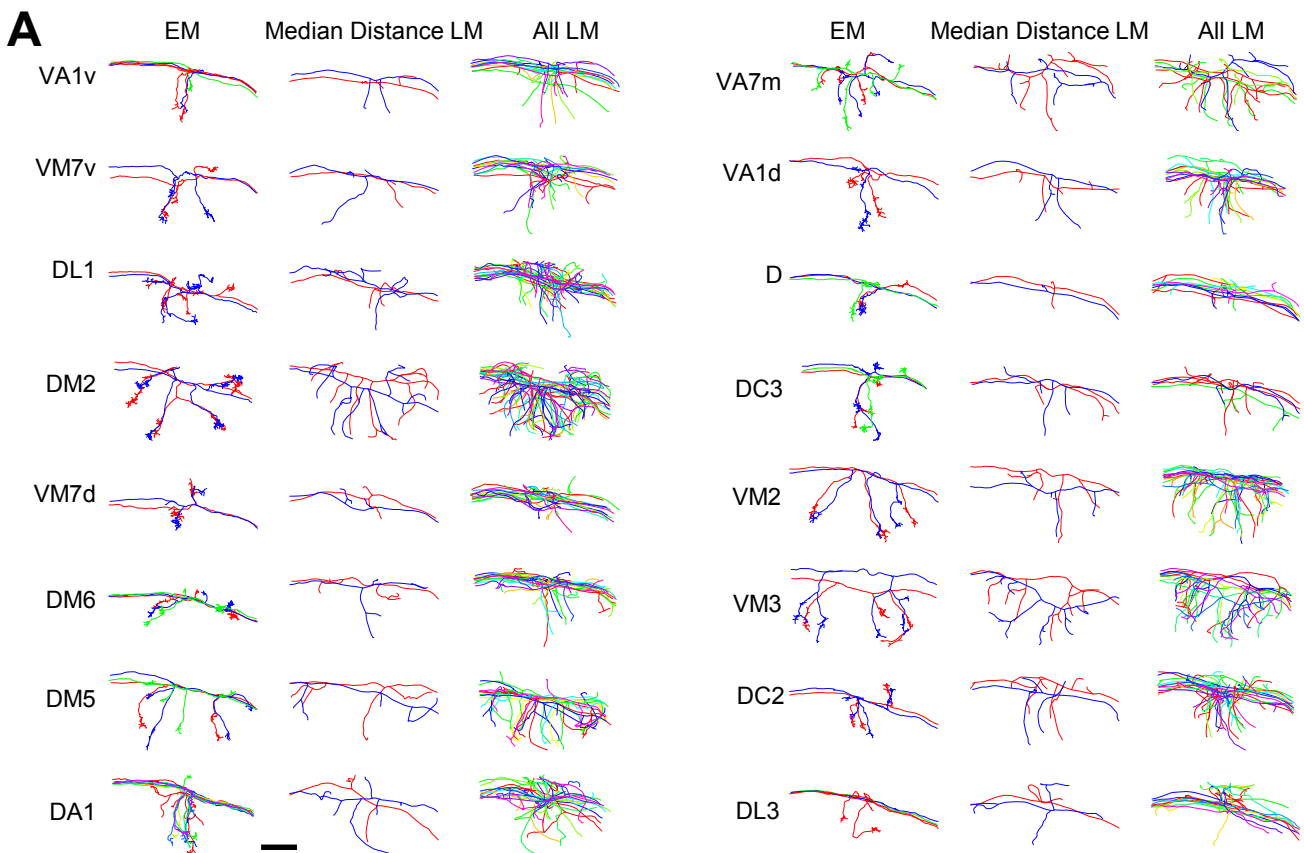 A
EM Median Distance LM All LM
VA1v
VM7v
DL1
DM2
VM7d
DM6
DM5
DA1
EM Median Distance LM All LM
VA7m
VA1d
D
DC3
VM2
VM3
DC2
DL3